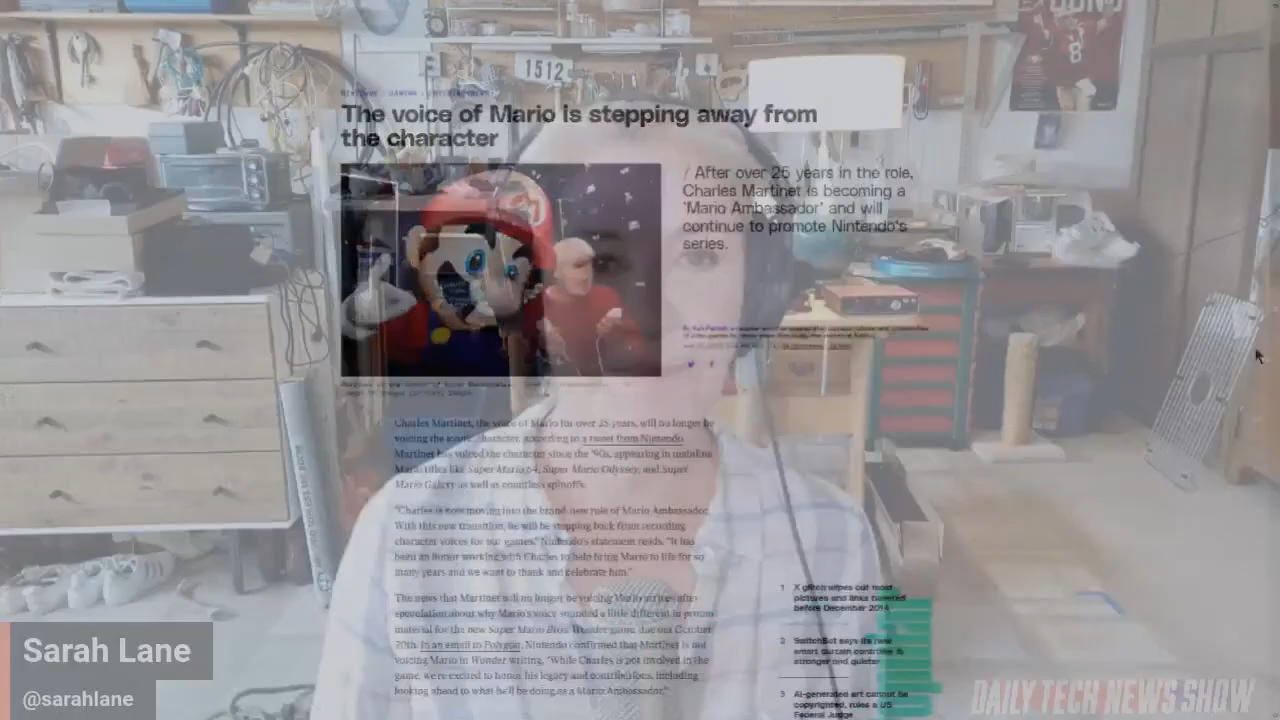 1512
8
The voice of Mario is stepping away from
the character
/ After over 25 years in the role,
Charles Martinet is becoming a
'Mario Ambassador' and will
continue to promote Nintendo's
series.
Charles Martinet, the voice of Mario for over 25 years, will no longer be
voicing the iconic character, according to a tweet from Nintendo.
Martinet has voiced the character since the '90s, appearing in mainline
Mario titles like Super Mario 64, Super Mario Odyssey, and Super
Mario Galaxy as well as countless spinoffs.
"Charles is now moving into the brand-new role of Mario Ambassador.
With this new transition, he will be stepping back from recording
character voices for our games," Nintendo's statement reads. "It has
been an honor working with Charles to help bring Mario to life for so
many years and we want to thank and celebrate him."
The news that Martinet will no longer be voicing Mario arrives after
speculation about why Mario's voice sounded a little different in promo
material for the new Super Mario Bros. Wonder game due out October
20th. In an email to Polygon, Nintendo confirmed that Martinet is not
voicing Mario in Wonder writing, "While Charles is not involved in the
game, we are excited to honor his legacy and contributions, including
looking ahead to what he'll be doing as a Mario Ambassador."
1 X glitch wipes out most
pictures and links tweeted
before December 2014
2 SwitchBot says its new
smart curtain controller is
stronger and quieter
3 AI-generated art cannot be
copyrighted, rules a US
Federal Judge
Sarah Lane
@sarahlane
DAILY TECH NEWS SHOW